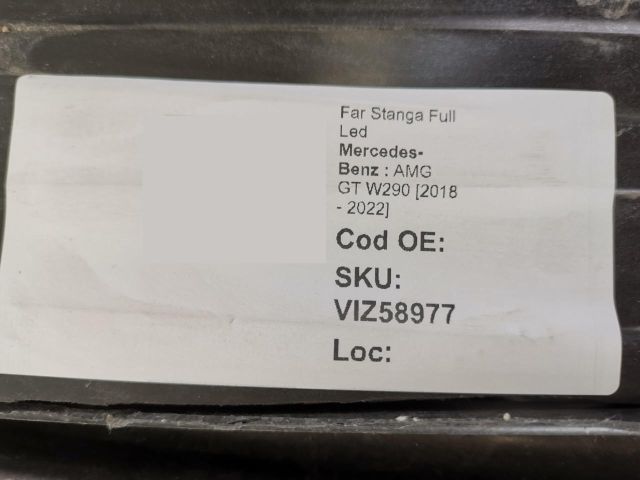 Far Stanga Full
Led
Mercedes-
Benz : AMG
GT W290 [2018
- 2022]
Cod OE:
SKU:
VIZ58977
Loc: